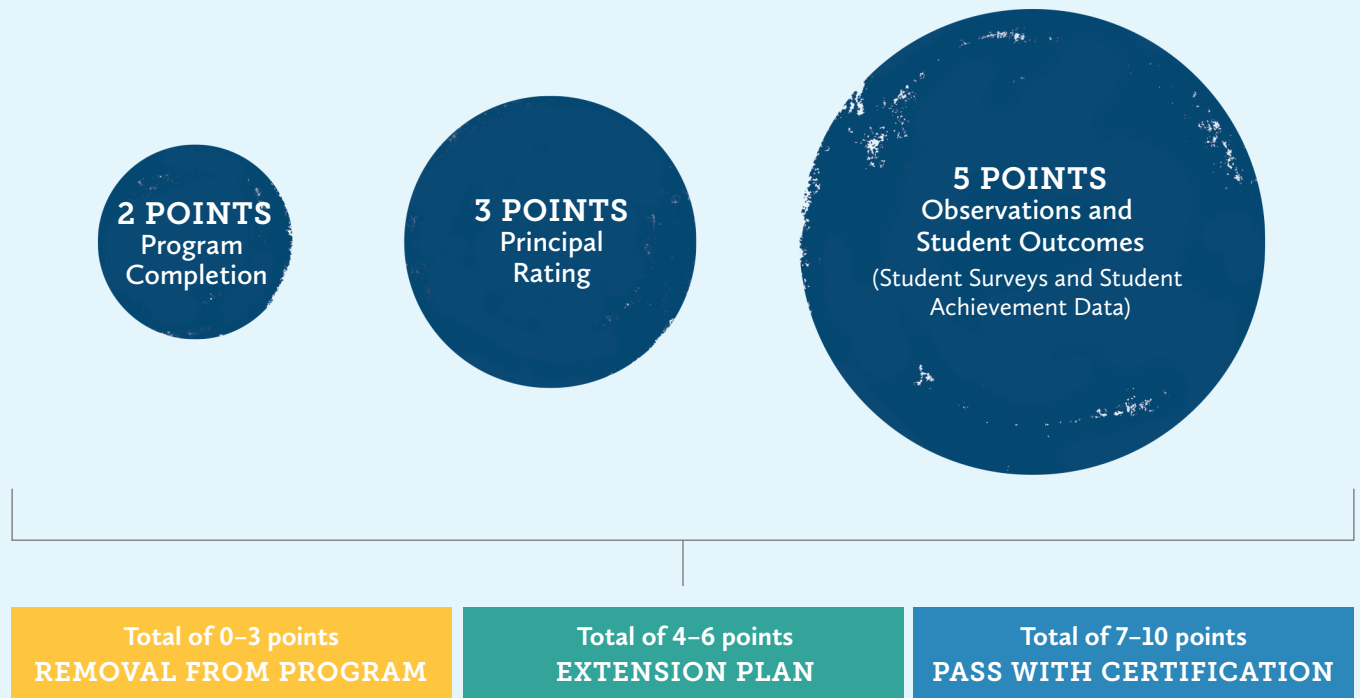 2 POINTS
Program
Completion
3 POINTS
Principal
Rating
5 POINTS
Observations and
Student Outcomes
(Student Surveys and Student
Achievement Data)
Total of 0–3 points
REMOVAL FROM PROGRAM
Total of 4–6 points
EXTENSION PLAN
Total of 7–10 points
PASS WITH CERTIFICATION